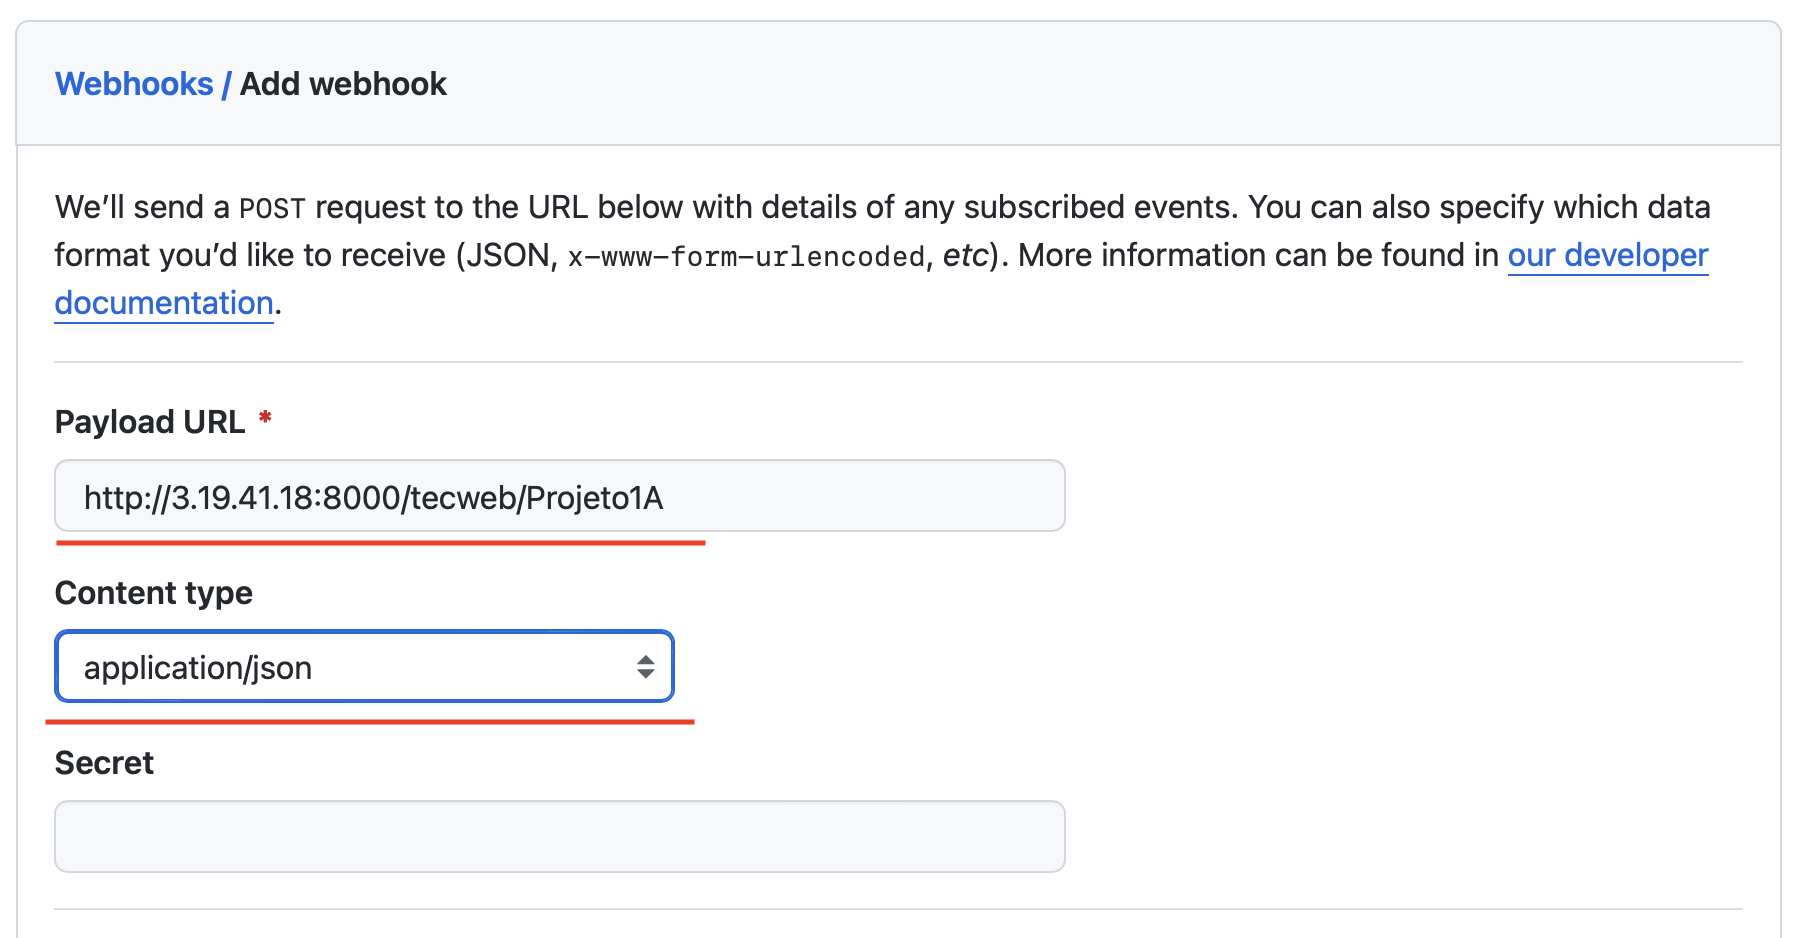 Webhooks / Add webhook
We’ll send a POST request to the URL below with details of any subscribed events. You can also specify which data
format you’d like to receive (JSON, x-www-form-urlencoded, etc). More information can be found in our developer
documentation.
Payload URL *
http://3.19.41.18:8000/tecweb/Projeto1A
Content type
application/json
Secret